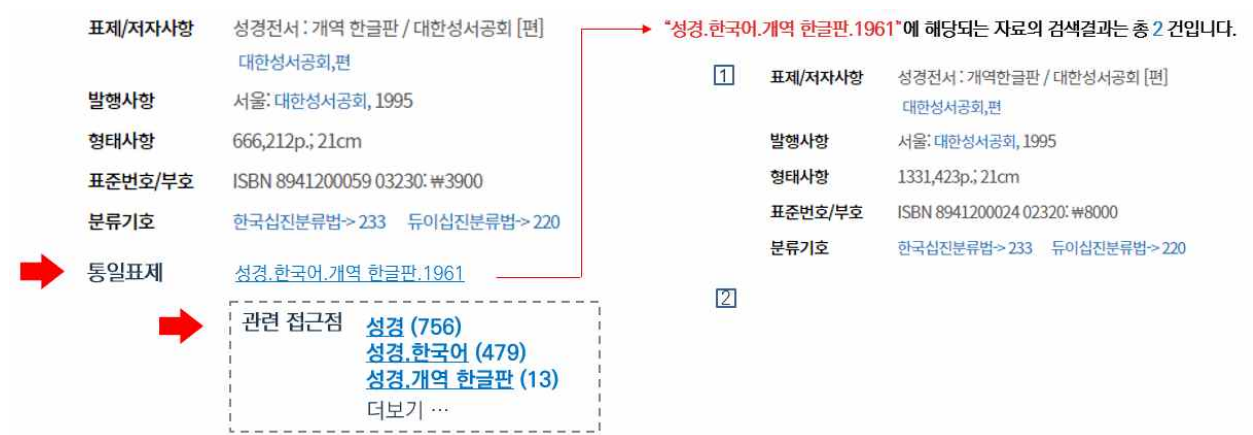 표제/저자사항 성경전서 : 개역 한글판 / 대한성서공회 [편]
대한성서공회,편
발행사항 서울: 대한성서공회, 1995
형태사항 666,212p.; 21cm
표준번호/부호 ISBN 8941200059 03230: ₩3900
분류기호 한국십진분류법-> 233 듀이십진분류법-> 220
통일표제 성경.한국어.개역 한글판.1961
관련 접근점 성경 (756)
성경.한국어 (479)
성경.개역 한글판 (13)
더보기 …
"성경.한국어.개역 한글판.1961"에 해당되는 자료의 검색결과는 총 2 건입니다.
1 표제/저자사항 성경전서 : 개역한글판 / 대한성서공회 [편]
대한성서공회,편
발행사항 서울: 대한성서공회, 1995
형태사항 1331,423p.; 21cm
표준번호/부호 ISBN 8941200024 02320: ₩8000
분류기호 한국십진분류법-> 233 듀이십진분류법-> 220
2